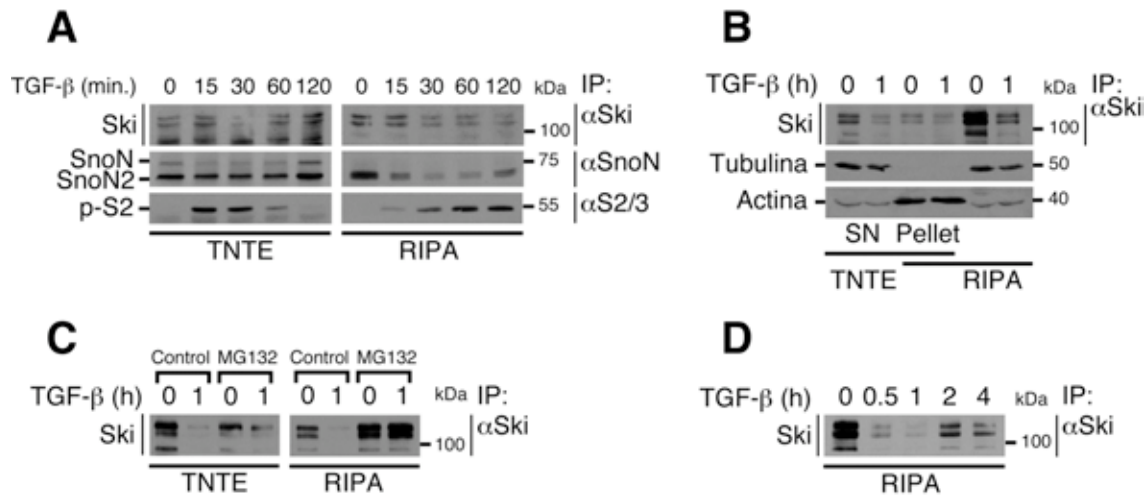 A
TGF-β (min.) 0 15 30 60 120 0 15 30 60 120 kDa IP:
Ski 100 αSki
SnoN 75
SnoN2 αSnoN
p-S2 55 αS2/3
TNTE RIPA
B
TGF-β (h) 0 1 0 1 0 1 kDa IP:
Ski 100 αSki
Tubulina 50
Actina 40
SN Pellet
TNTE RIPA
C
Control MG132 Control MG132
TGF-β (h) 0 1 0 1 0 1 0 1 kDa IP:
Ski 100 αSki
TNTE RIPA
D
TGF-β (h) 0 0.5 1 2 4 kDa IP:
Ski 100 αSki
RIPA